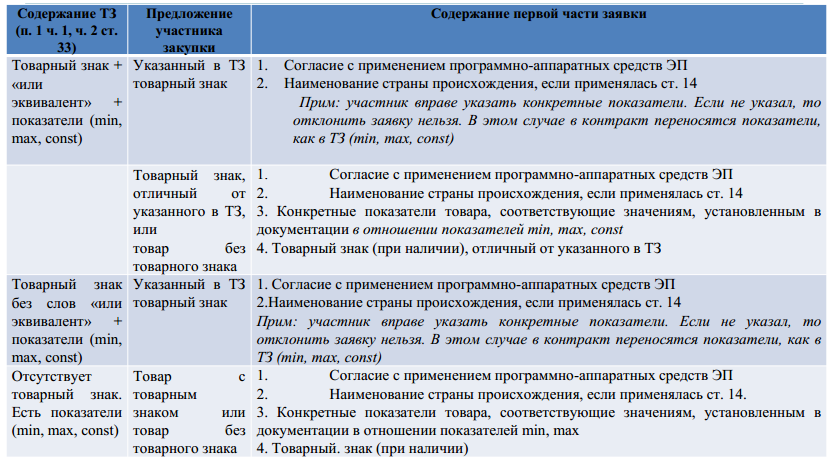 Содержание ТЗ
(п. 1 ч. 1, ч. 2 ст.
33)
Предложение
участника
закупки
Содержание первой части заявки
Товарный знак +
«или
эквивалент» +
показатели (min,
max, const)
Указанный в ТЗ
товарный знак
1. Согласие с применением программно-аппаратных средств ЭП
2. Наименование страны происхождения, если применялась ст. 14
Прим: участник вправе указать конкретные показатели. Если не указал, то
отклонить заявку нельзя. В этом случае в контракт переносятся показатели,
как в ТЗ (min, max, const)
Товарный знак,
отличный от
указанного в ТЗ,
или
товар без
товарного знака
1. Согласие с применением программно-аппаратных средств ЭП
2. Наименование страны происхождения, если применялась ст. 14
3. Конкретные показатели товара, соответствующие значениям, установленным в
документации в отношении показателей min, max, const
4. Товарный знак (при наличии), отличный от указанного в ТЗ
Товарный знак
без слов «или
эквивалент» +
показатели (min,
max, const)
Указанный в ТЗ
товарный знак
1. Согласие с применением программно-аппаратных средств ЭП
2.Наименование страны происхождения, если применялась ст. 14
Прим: участник вправе указать конкретные показатели. Если не указал, то
отклонить заявку нельзя. В этом случае в контракт переносятся показатели, как в
ТЗ (min, max, const)
Отсутствует
товарный знак.
Есть показатели
(min, max, const)
Товар с
товарным
знаком или
товар без
товарного знака
1. Согласие с применением программно-аппаратных средств ЭП
2. Наименование страны происхождения, если применялась ст. 14.
3. Конкретные показатели товара, соответствующие значениям, установленным в
документации в отношении показателей min, max
4. Товарный. знак (при наличии)